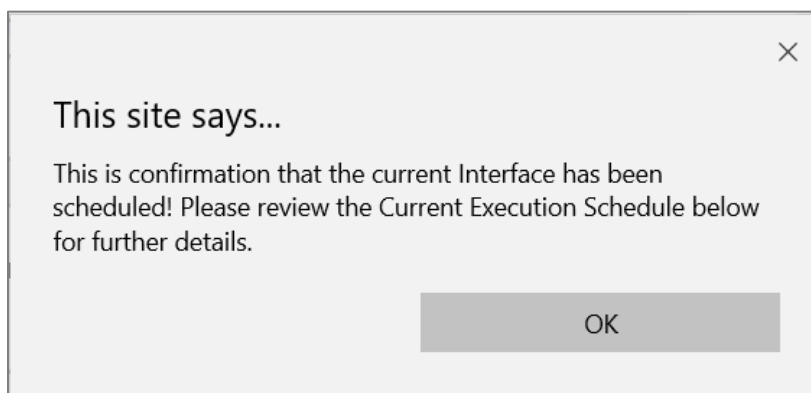 This site says...
This is confirmation that the current Interface has been
scheduled! Please review the Current Execution Schedule below
for further details.
OK